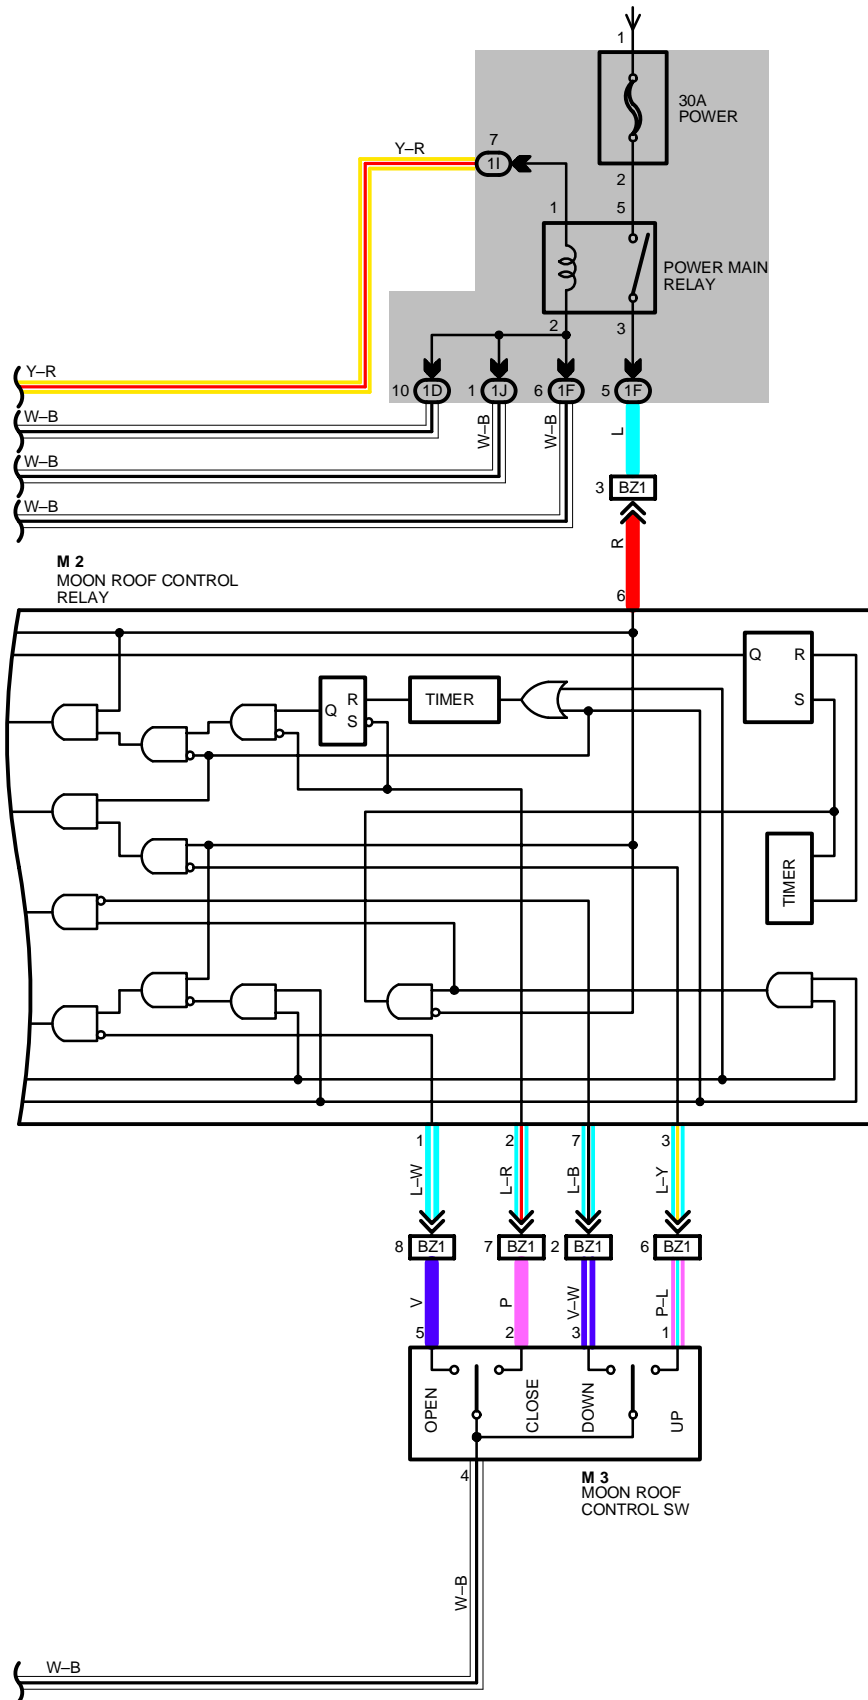 1
30A
POWER
7
Y–R
1I
2
1
5
POWER MAIN
RELAY
2
3
Y–R
10 1D
1 1J
6 1F
5 1F
W–B
W–B
W–B
L
W–B
3 BZ1
W–B
R
M 2
MOON ROOF CONTROL
RELAY
6
Q R
S
R
Q
S
TIMER
TIMER
1
2
7
3
L–W
L–R
L–B
L–Y
8 BZ1
7 BZ1
2 BZ1
6 BZ1
V
P
V–W
P–L
5
2
3
1
OPEN
CLOSE
DOWN
UP
4
M 3
MOON ROOF
CONTROL SW
W–B
W–B